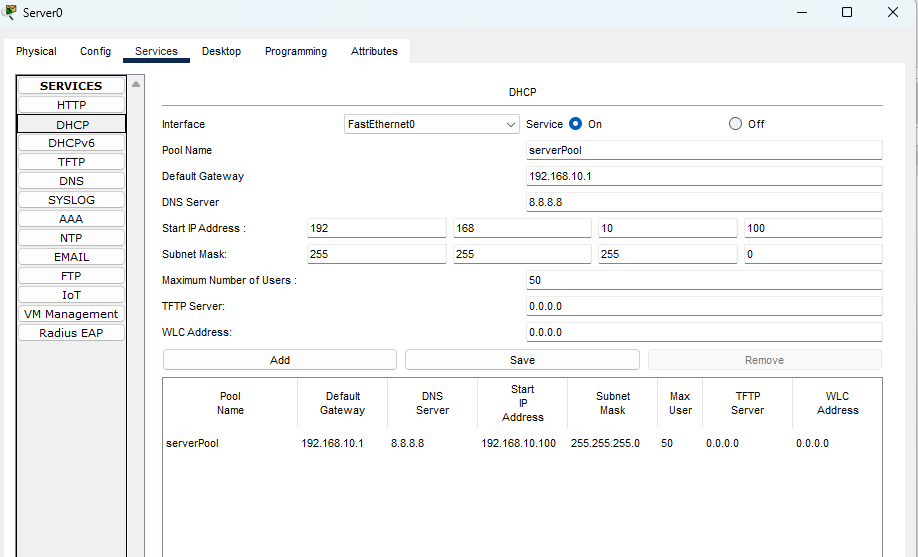 Server0
Physical Config Services Desktop Programming Attributes
SERVICES
HTTP
DHCP
DHCPv6
TFTP
DNS
SYSLOG
AAA
NTP
EMAIL
FTP
IoT
VM Management
Radius EAP
DHCP
Interface FastEthernet0 Service On Off
Pool Name serverPool
Default Gateway 192.168.10.1
DNS Server 8.8.8.8
Start IP Address : 192 168 10 100
Subnet Mask: 255 255 255 0
Maximum Number of Users : 50
TFTP Server: 0.0.0.0
WLC Address: 0.0.0.0
Add Save Remove
Pool Name Default Gateway DNS Server Start IP Address Subnet Mask Max User TFTP Server WLC Address
serverPool 192.168.10.1 8.8.8.8 192.168.10.100 255.255.255.0 50 0.0.0.0 0.0.0.0